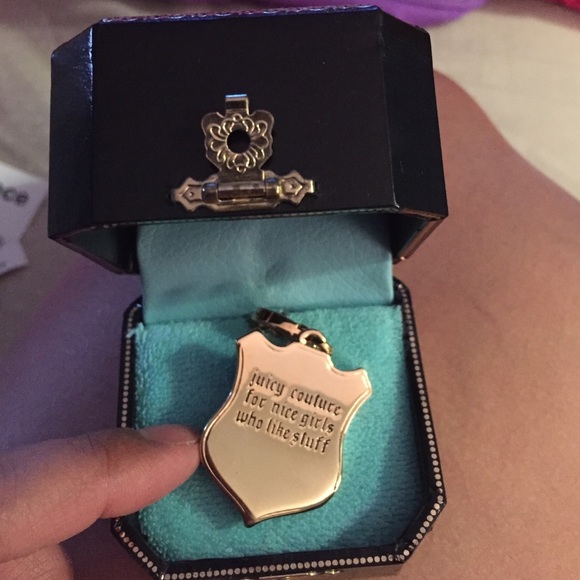 juicy couture
for nice girls
who like stuff